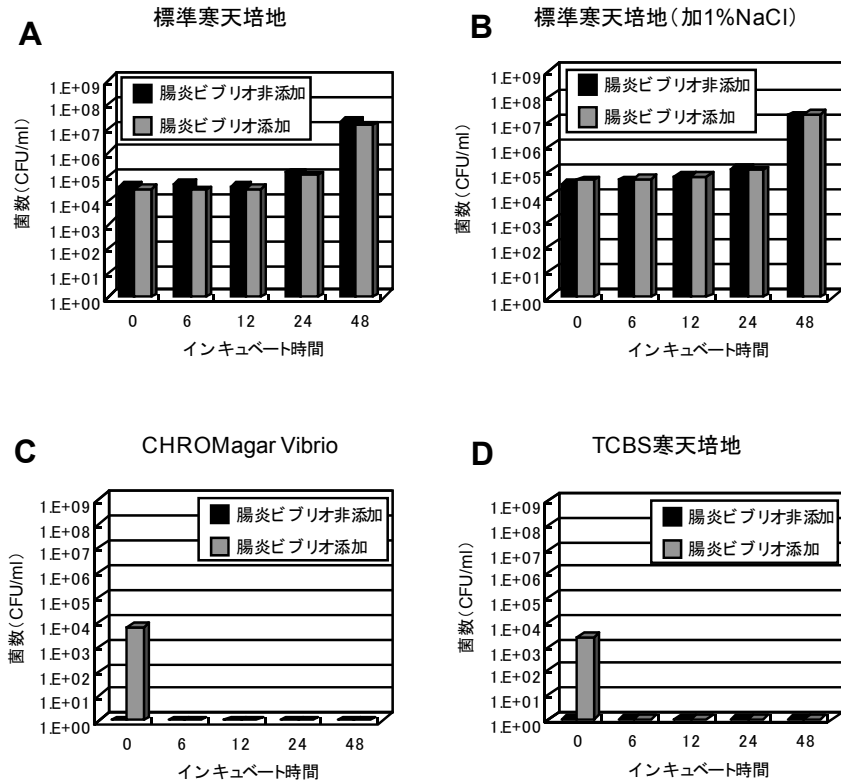 A
標準寒天培地
1.E+09
1.E+08
1.E+07
1.E+06
1.E+05
1.E+04
1.E+03
1.E+02
1.E+01
1.E+00
菌数(CFU/ml)
腸炎ビブリオ非添加
腸炎ビブリオ添加
0 6 12 24 48
インキュベート時間
B
標準寒天培地(加1%NaCl)
1.E+09
1.E+08
1.E+07
1.E+06
1.E+05
1.E+04
1.E+03
1.E+02
1.E+01
1.E+00
菌数(CFU/ml)
腸炎ビブリオ非添加
腸炎ビブリオ添加
0 6 12 24 48
インキュベート時間
C
CHROMagar Vibrio
1.E+09
1.E+08
1.E+07
1.E+06
1.E+05
1.E+04
1.E+03
1.E+02
1.E+01
1.E+00
菌数(CFU/ml)
腸炎ビブリオ非添加
腸炎ビブリオ添加
0 6 12 24 48
インキュベート時間
D
TCBS寒天培地
1.E+09
1.E+08
1.E+07
1.E+06
1.E+05
1.E+04
1.E+03
1.E+02
1.E+01
1.E+00
菌数(CFU/ml)
腸炎ビブリオ非添加
腸炎ビブリオ添加
0 6 12 24 48
インキュベート時間